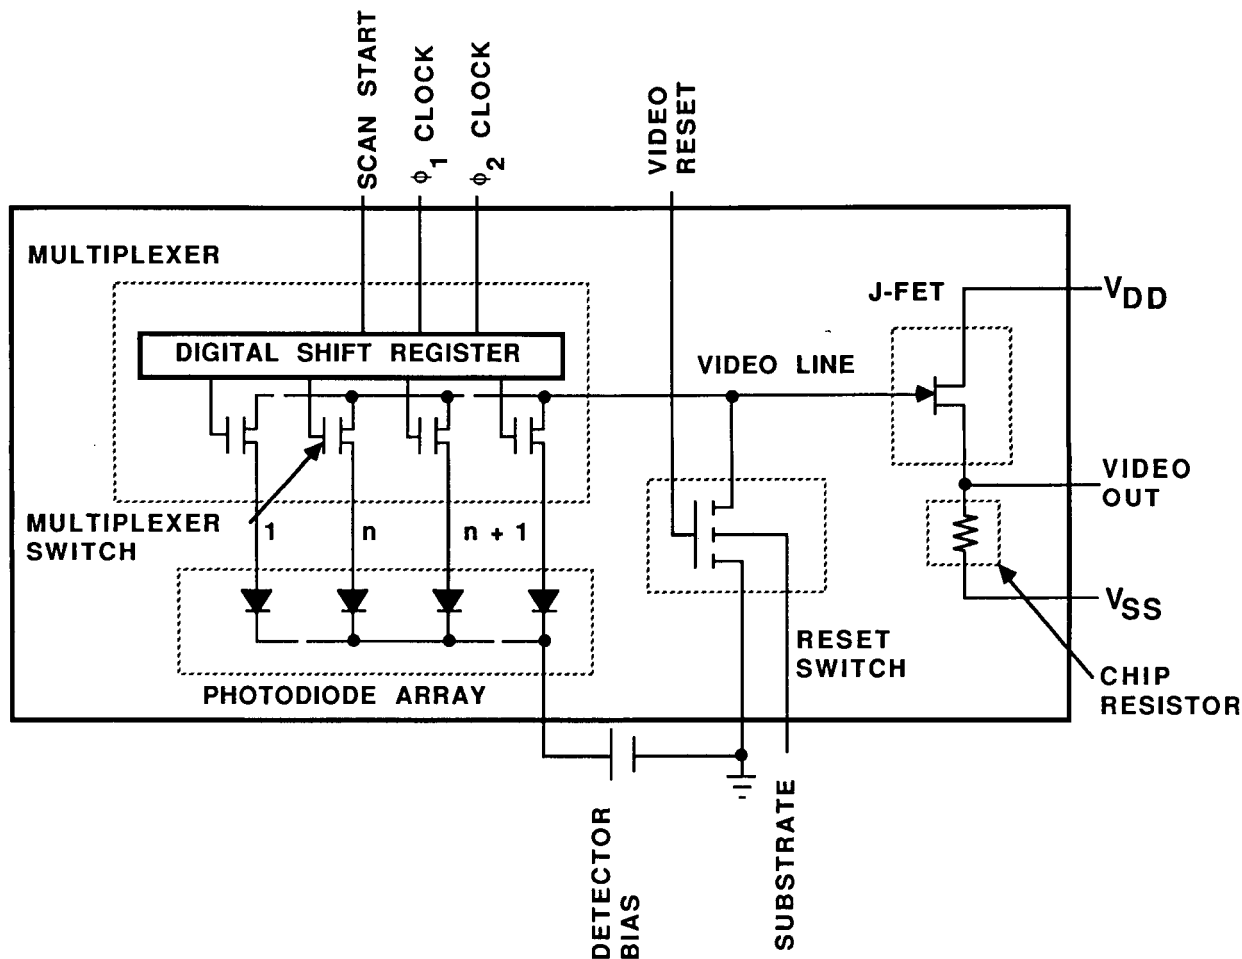 SCAN START
ϕ1 CLOCK
ϕ2 CLOCK
VIDEO
RESET
MULTIPLEXER
J-FET
VDD
DIGITAL SHIFT REGISTER
VIDEO LINE
VIDEO
OUT
MULTIPLEXER
SWITCH
1
n
n + 1
VSS
RESET
SWITCH
CHIP
RESISTOR
PHOTODIODE ARRAY
DETECTOR
BIAS
SUBSTRATE